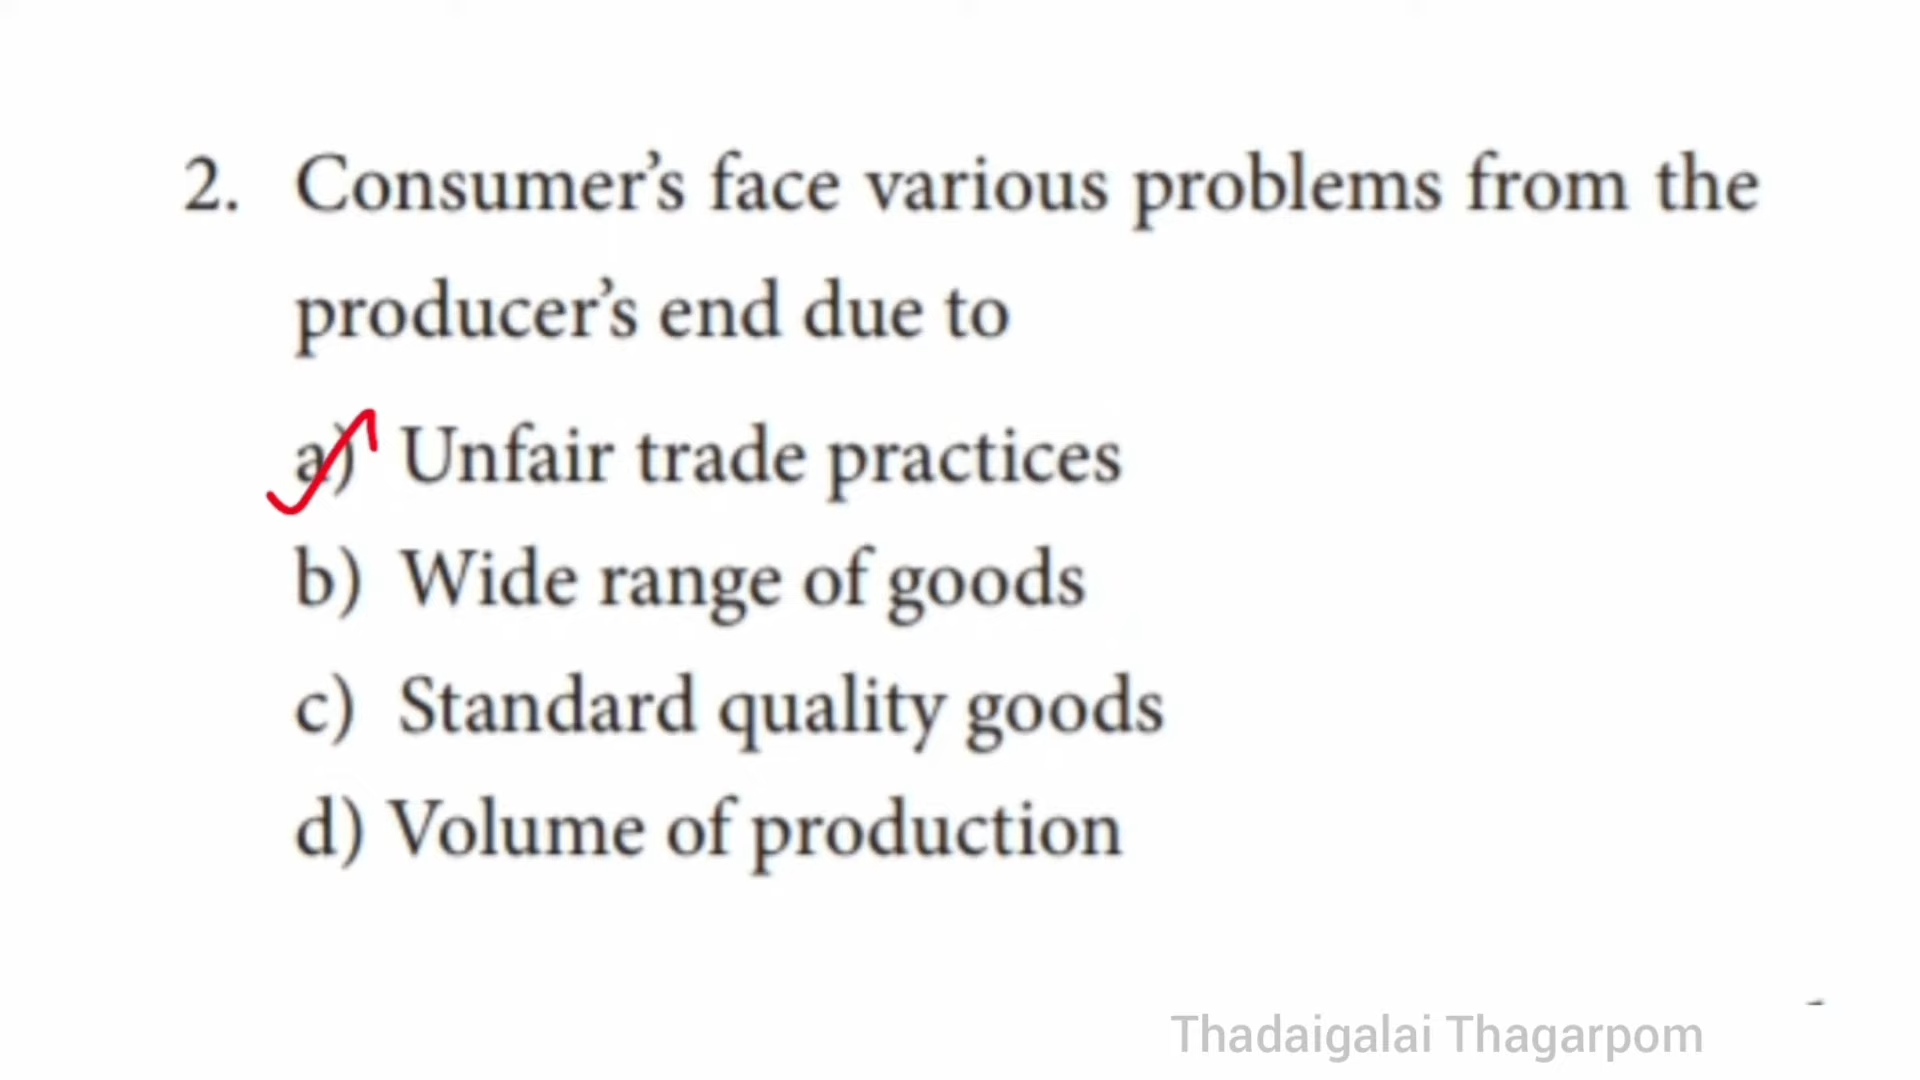 2. Consumer’s face various problems from the
producer’s end due to
a) Unfair trade practices
b) Wide range of goods
c) Standard quality goods
d) Volume of production
Thadaigalai Thagarpom